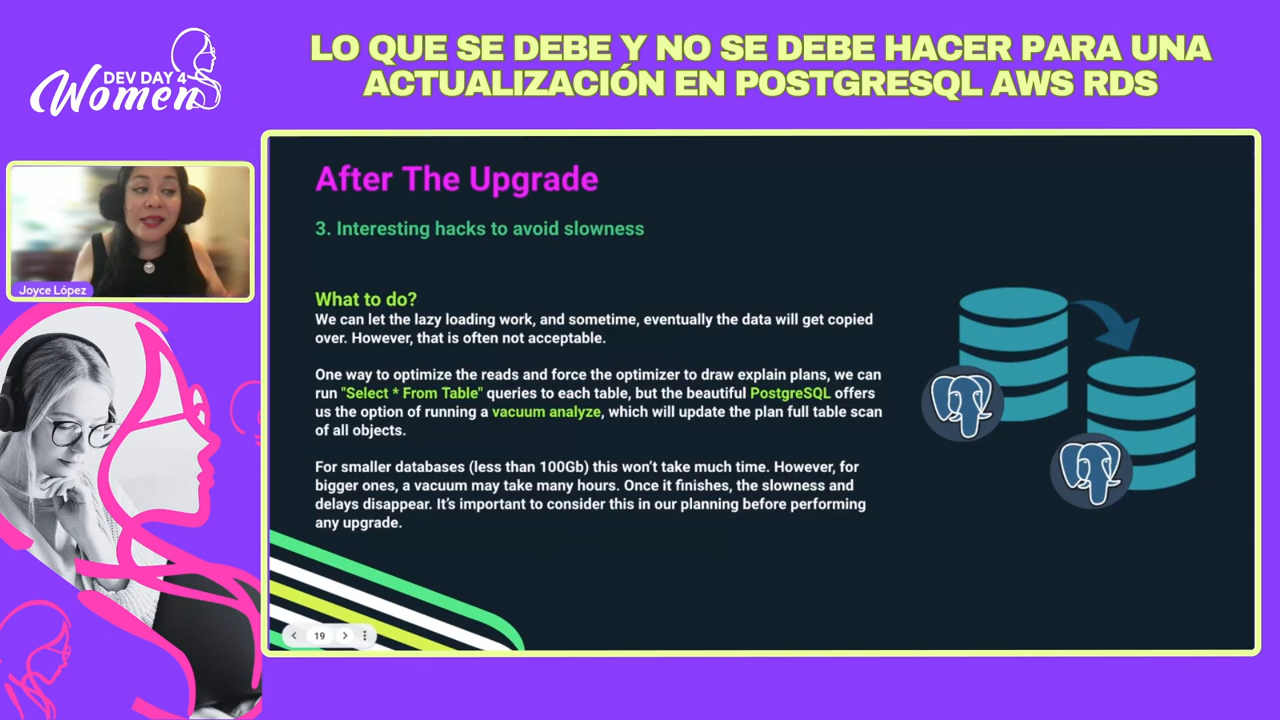 DEV DAY 4
Women
LO QUE SE DEBE Y NO SE DEBE HACER PARA UNA
ACTUALIZACIÓN EN POSTGRESQL AWS RDS
Joyce López
After The Upgrade
3. Interesting hacks to avoid slowness
What to do?
We can let the lazy loading work, and sometime, eventually the data will get copied
over. However, that is often not acceptable.
One way to optimize the reads and force the optimizer to draw explain plans, we can
run "Select * From Table" queries to each table, but the beautiful PostgreSQL offers
us the option of running a vacuum analyze, which will update the plan full table scan
of all objects.
For smaller databases (less than 100Gb) this won't take much time. However, for
bigger ones, a vacuum may take many hours. Once it finishes, the slowness and
delays disappear. It's important to consider this in our planning before performing
any upgrade.
19